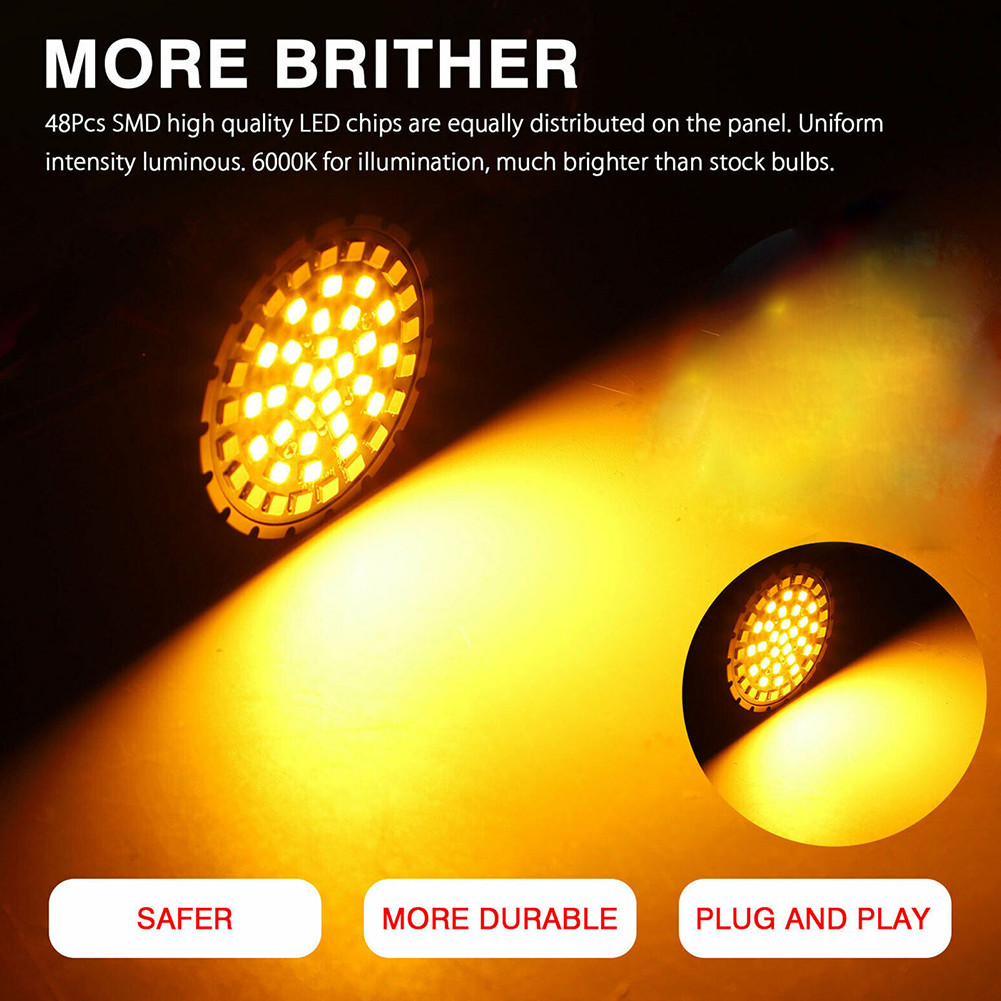 MORE BRITHER
48Pcs SMD high quality LED chips are equally distributed on the panel. Uniform
intensity luminous. 6000K for illumination, much brighter than stock bulbs.
SAFER
MORE DURABLE
PLUG AND PLAY